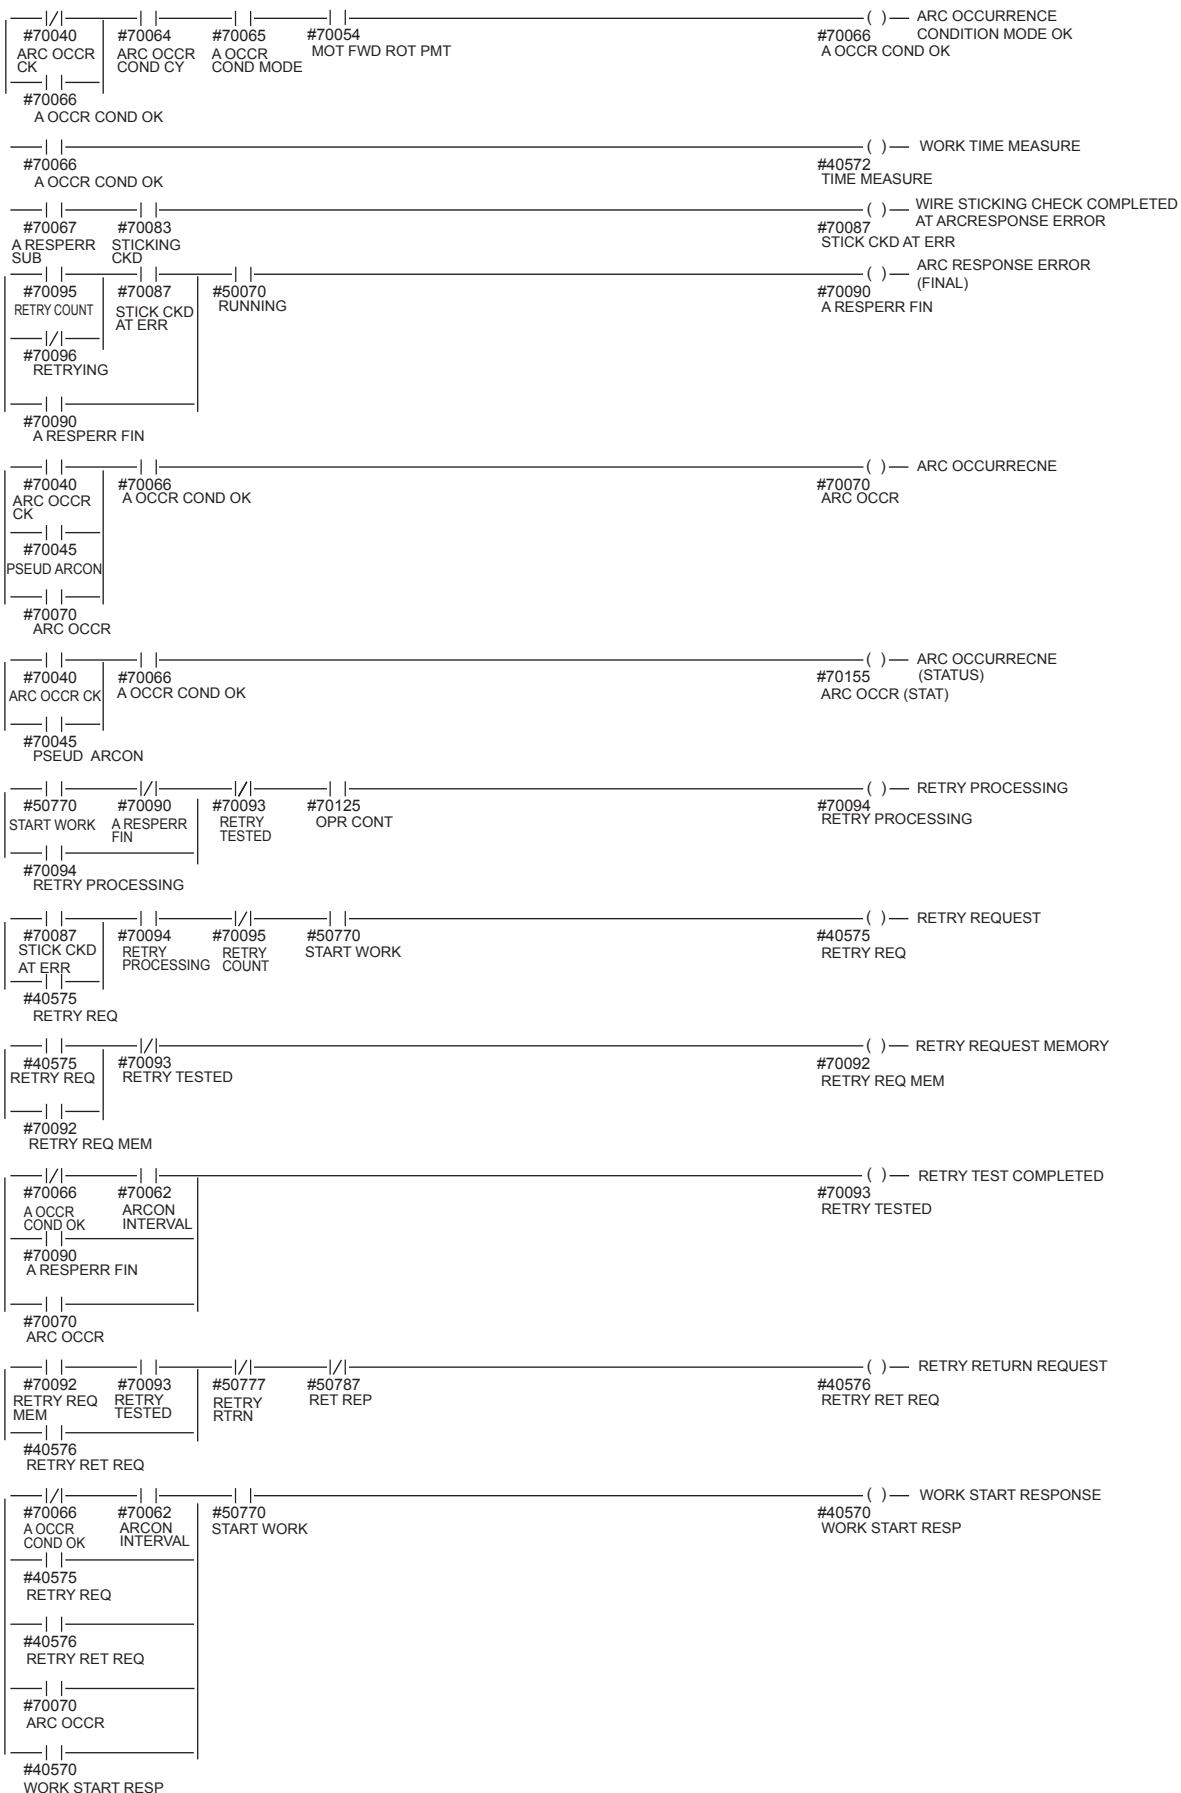 ARC OCCURRENCE
CONDITION MODE OK
#70040 #70064 #70065 #70054 #70066
ARC OCCR CK
ARC OCCR COND CY
A OCCR COND MODE
MOT FWD ROT PMT
A OCCR COND OK
#70066
A OCCR COND OK
WORK TIME MEASURE
#70066 #40572
A OCCR COND OK
TIME MEASURE
WIRE STICKING CHECK COMPLETED
AT ARCRESPONSE ERROR
#70067 #70083 #70087
A RESPERR SUB
STICKING CKD
STICK CKD AT ERR
ARC RESPONSE ERROR
(FINAL)
#70095 #70087 #50070 #70090
RETRY COUNT
STICK CKD AT ERR
RUNNING
A RESPERR FIN
#70096
RETRYING
#70090
A RESPERR FIN
ARC OCCURRECNE
#70040 #70066 #70070
ARC OCCR CK
A OCCR COND OK
ARC OCCR
#70045
PSEUD ARCON
#70070
ARC OCCR
ARC OCCURRECNE
(STATUS)
#70040 #70066 #70155
ARC OCCR CK
A OCCR COND OK
ARC OCCR (STAT)
#70045
PSEUD ARCON
RETRY PROCESSING
#50770 #70090 #70093 #70125 #70094
START WORK
A RESPERR FIN
RETRY TESTED
OPR CONT
RETRY PROCESSING
#70094
RETRY PROCESSING
RETRY REQUEST
#70087 #70094 #70095 #50770 #40575
STICK CKD AT ERR
RETRY PROCESSING
RETRY COUNT
START WORK
RETRY REQ
#40575
RETRY REQ
RETRY REQUEST MEMORY
#40575 #70093 #70092
RETRY REQ
RETRY TESTED
RETRY REQ MEM
#70092
RETRY REQ MEM
RETRY TEST COMPLETED
#70066 #70062 #70093
A OCCR COND OK
ARCON INTERVAL
RETRY TESTED
#70090
A RESPERR FIN
#70070
ARC OCCR
RETRY RETURN REQUEST
#70092 #70093 #50777 #50787 #40576
RETRY REQ MEM
RETRY TESTED
RETRY RTRN
RET REP
RETRY RET REQ
#40576
RETRY RET REQ
WORK START RESPONSE
#70066 #70062 #50770 #40570
A OCCR COND OK
ARCON INTERVAL
START WORK
WORK START RESP
#40575
RETRY REQ
#40576
RETRY RET REQ
#70070
ARC OCCR
#40570
WORK START RESP